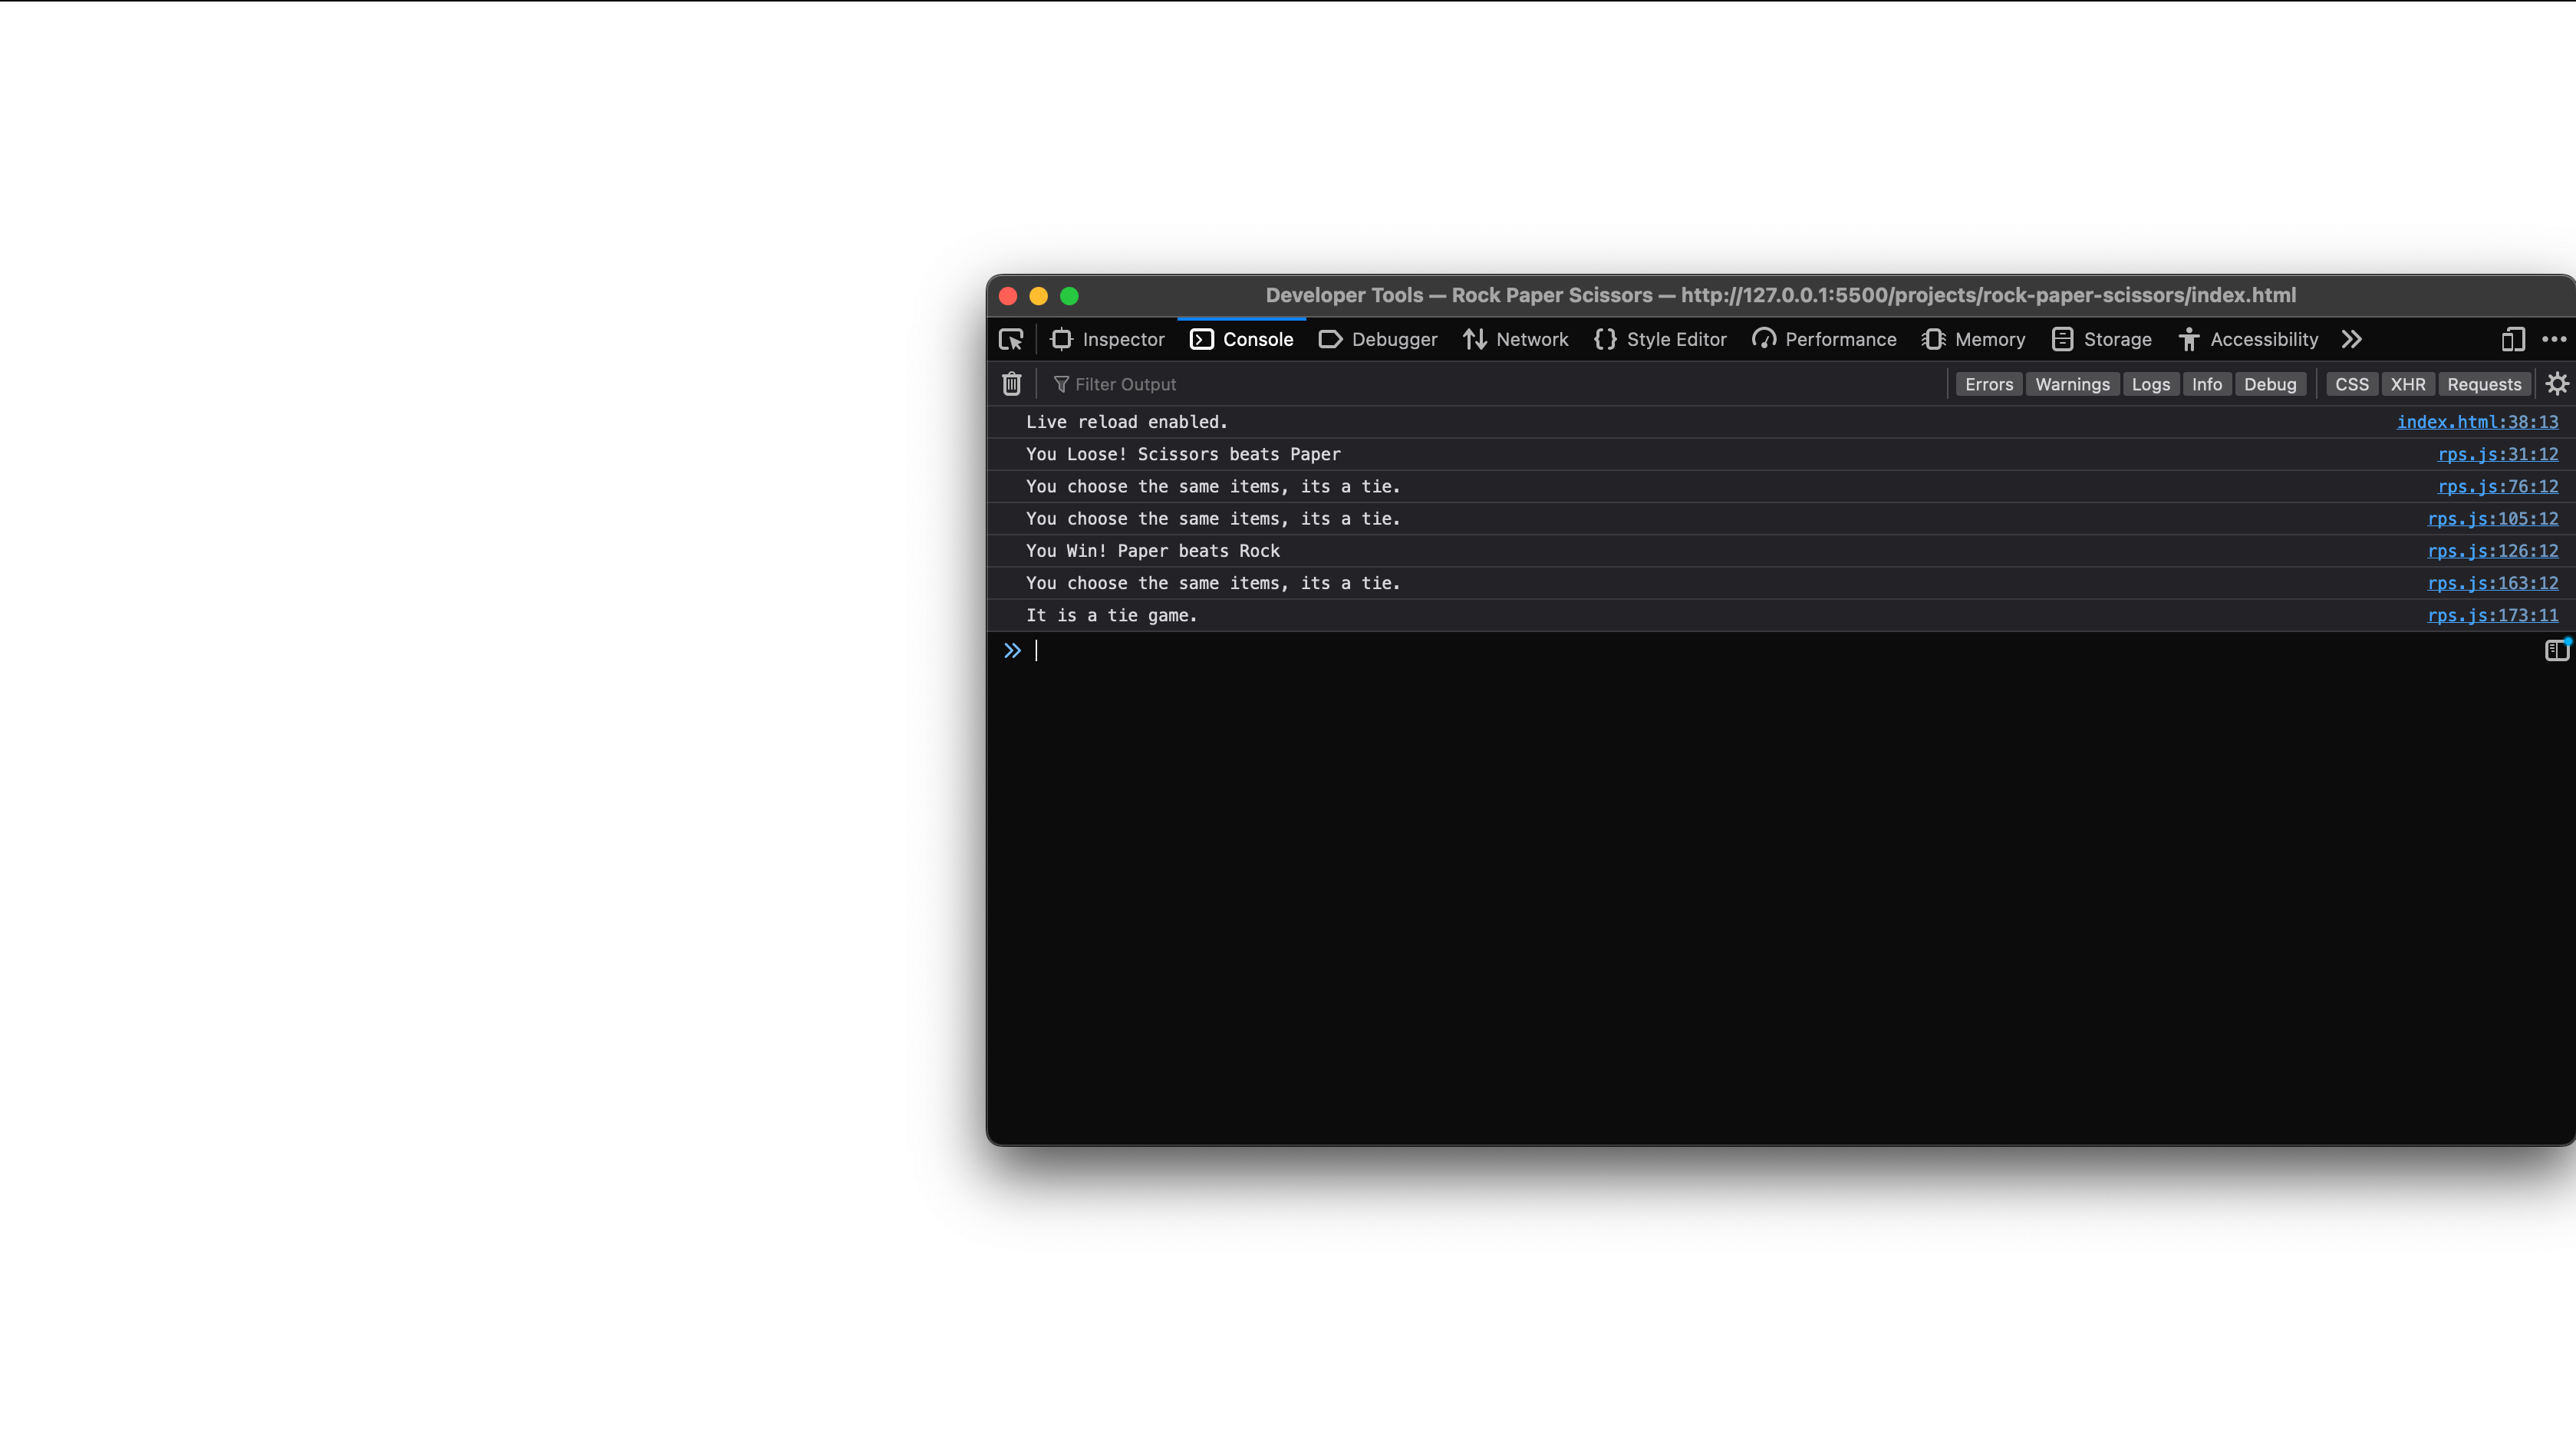 Developer Tools — Rock Paper Scissors — http://127.0.0.1:5500/projects/rock-paper-scissors/index.html
Inspector Console Debugger Network Style Editor Performance Memory Storage Accessibility
Filter Output Errors Warnings Logs Info Debug CSS XHR Requests
Live reload enabled. index.html:38:13
You Loose! Scissors beats Paper rps.js:31:12
You choose the same items, its a tie. rps.js:76:12
You choose the same items, its a tie. rps.js:105:12
You Win! Paper beats Rock rps.js:126:12
You choose the same items, its a tie. rps.js:163:12
It is a tie game. rps.js:173:11